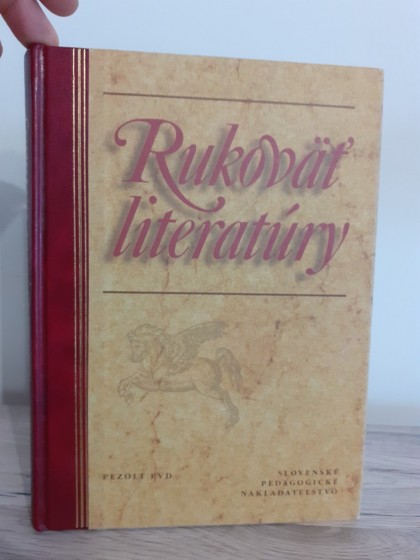 Rukoväť
literatúry
PEZOLT PVD
SLOVENSKÉ
PEDAGOGICKÉ
NAKLADATEĽSTVO